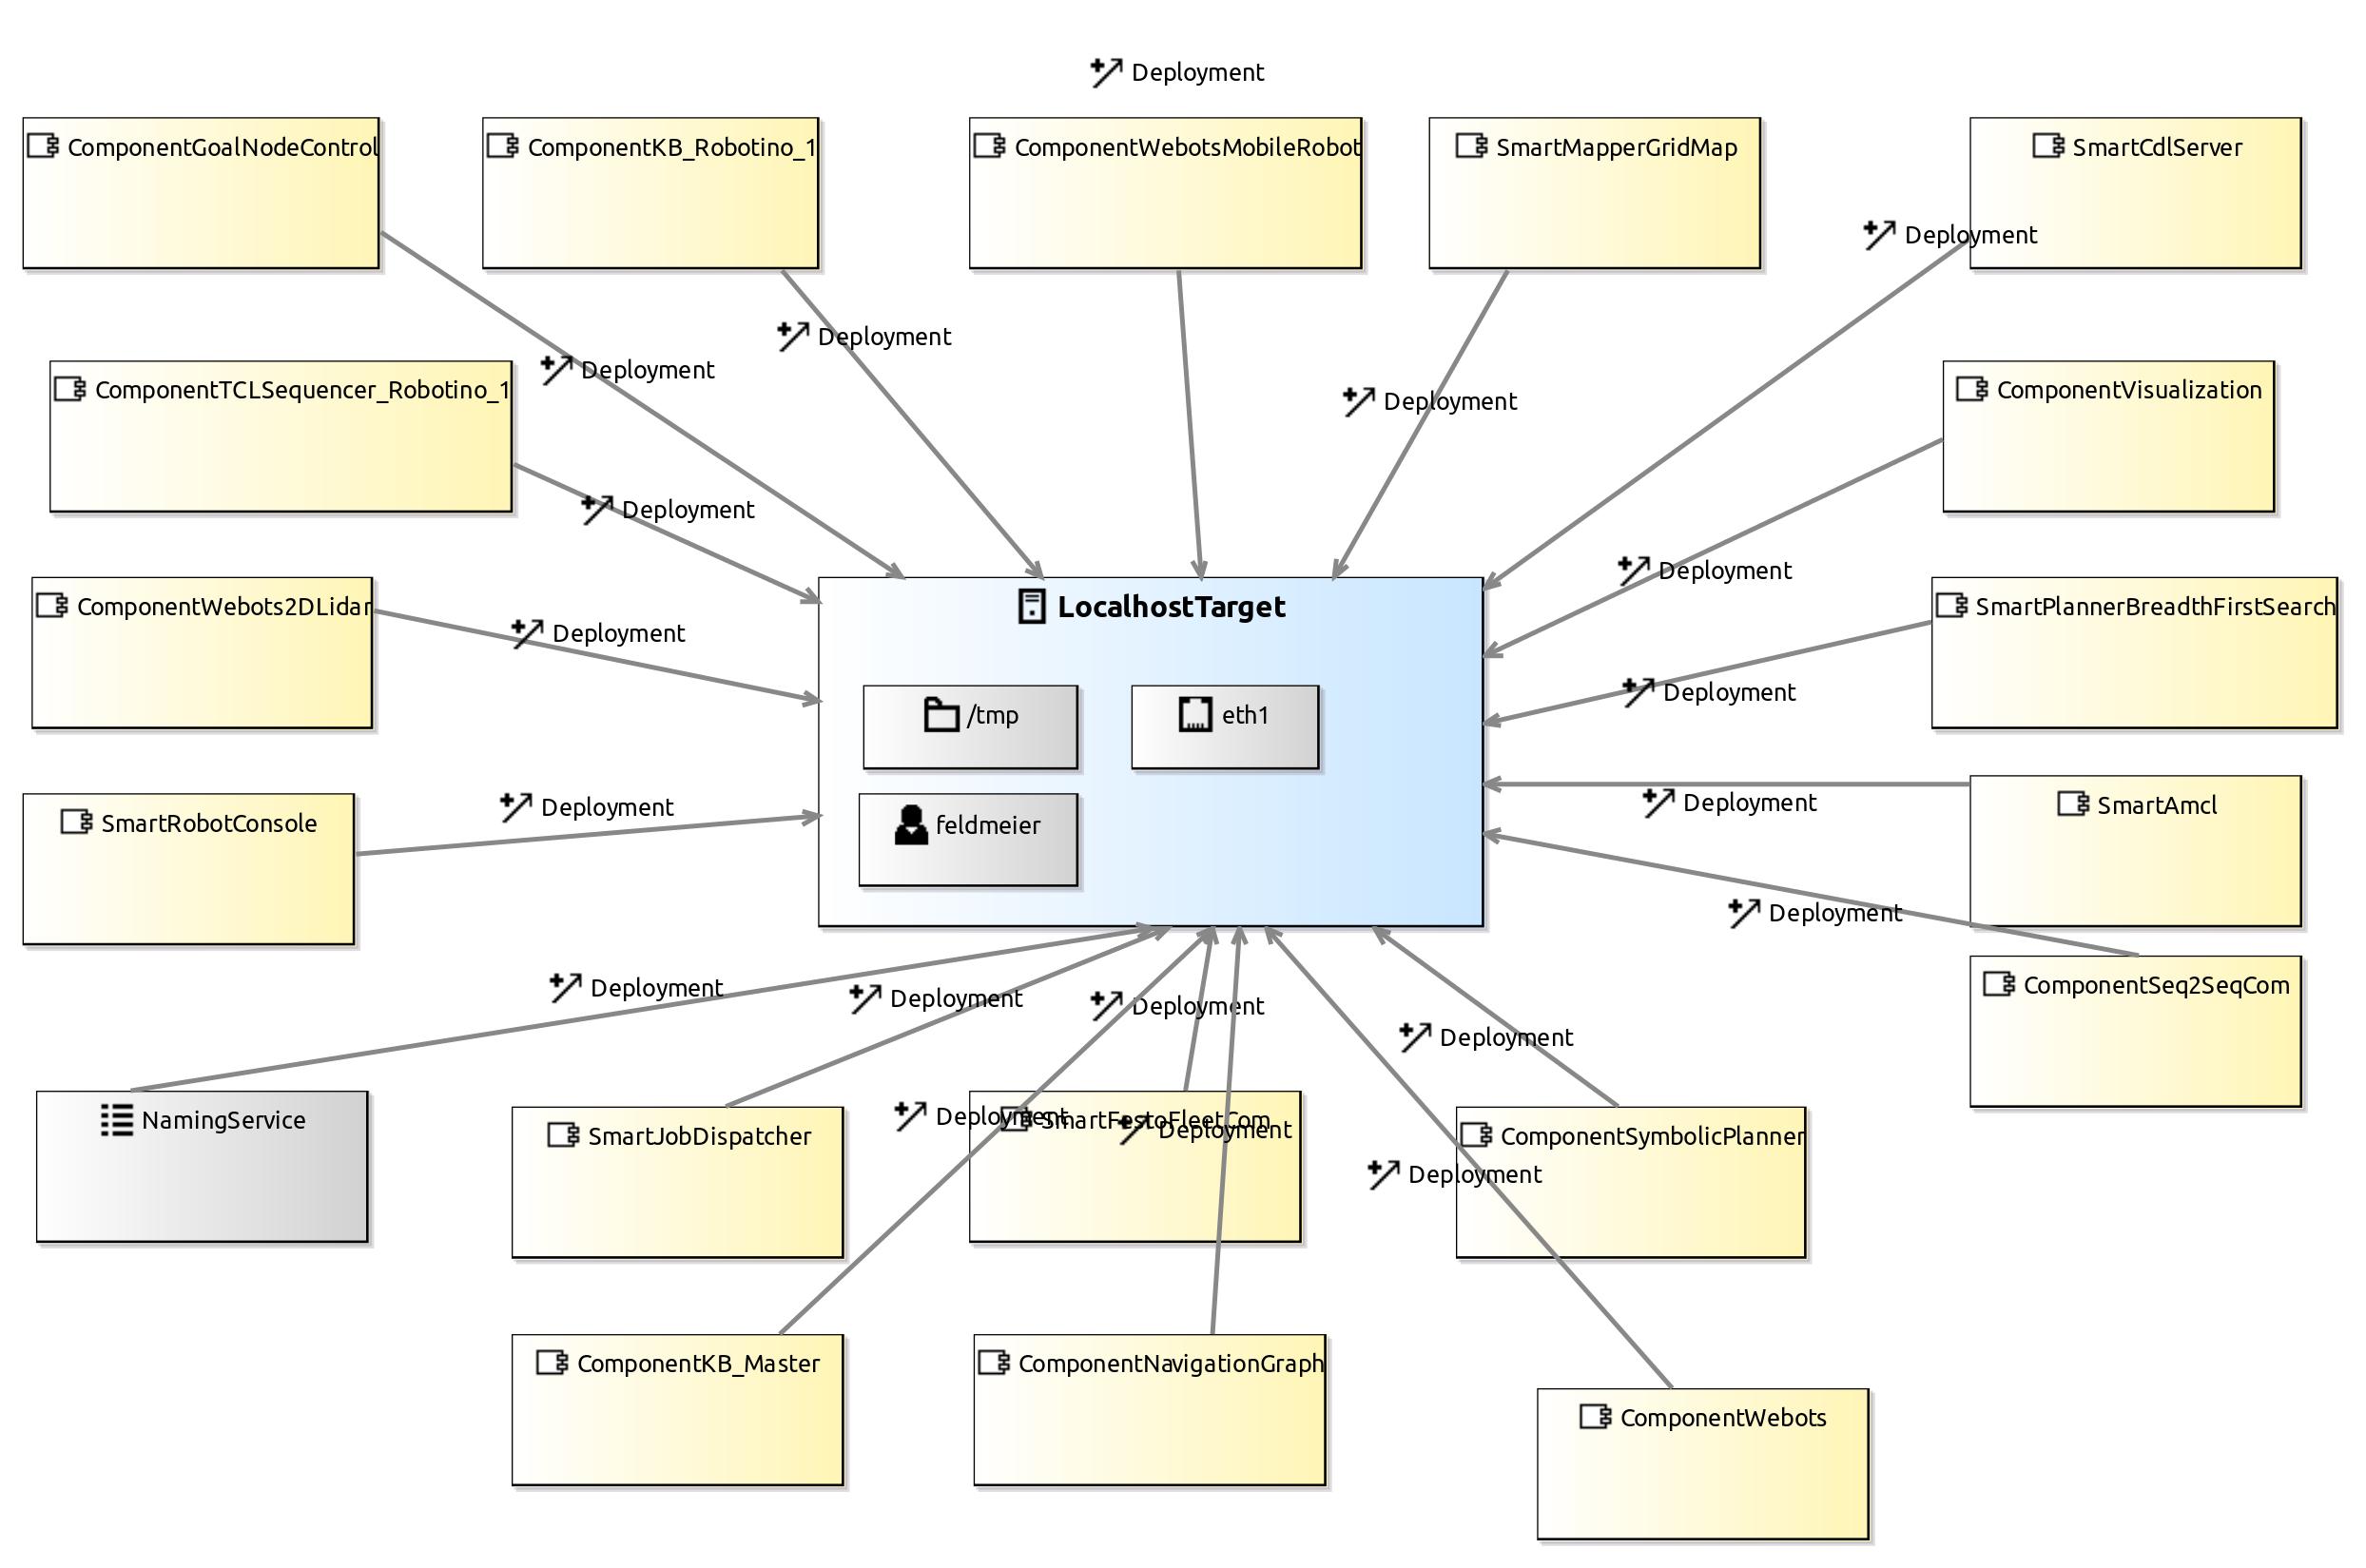 Deployment
ComponentGoalNodeControl
ComponentKB_Robotino_1
ComponentWebotsMobileRobot
SmartMapperGridMap
SmartCdlServer
Deployment
Deployment
Deployment
ComponentTCLSequencer_Robotino_1
ComponentVisualization
Deployment
Deployment
Deployment
ComponentWebots2DLidar
LocalhostTarget
SmartPlannerBreadthFirstSearch
Deployment
Deployment
/tmp
eth1
SmartRobotConsole
Deployment
feldmeier
Deployment
SmartAmcl
Deployment
ComponentSeq2SeqCom
Deployment
Deployment
Deployment
Deployment
NamingService
SmartJobDispatcher
Deployment
SmartFestoFleetCom
Deployment
ComponentSymbolicPlanner
Deployment
ComponentKB_Master
ComponentNavigationGraph
ComponentWebots